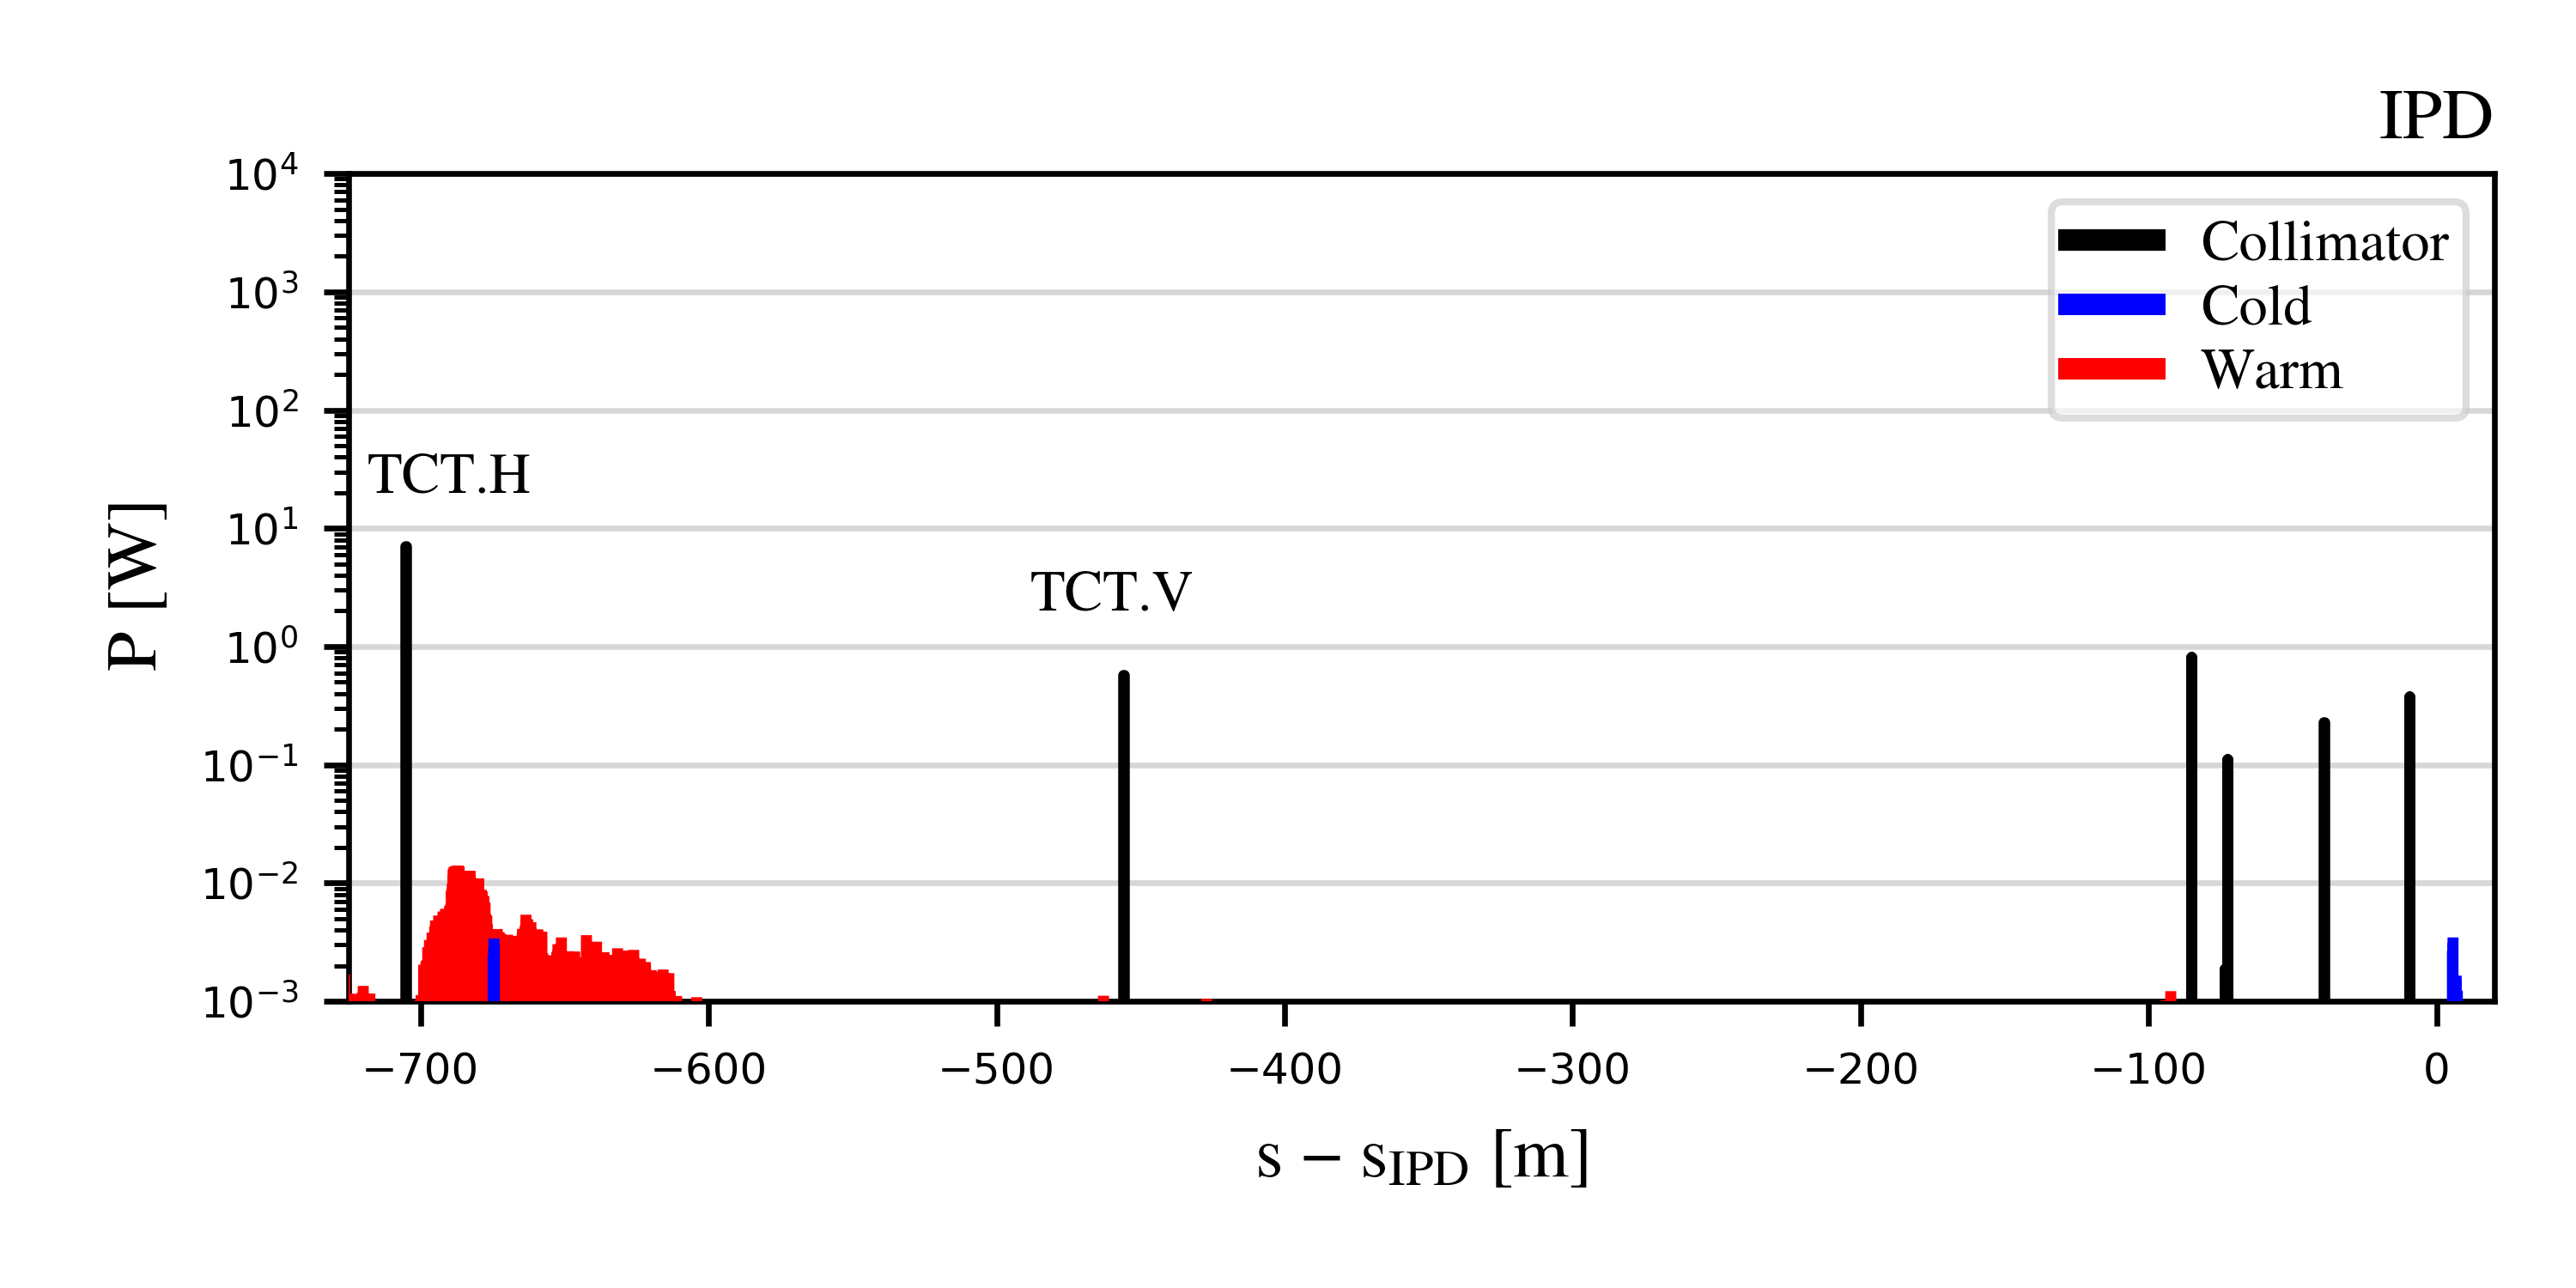 IPD
10⁴
10³
10²
10¹
10⁰
10⁻¹
10⁻²
10⁻³
P [W]
Collimator
Cold
Warm
TCT.H
TCT.V
−700 −600 −500 −400 −300 −200 −100 0
s − s_IPD [m]